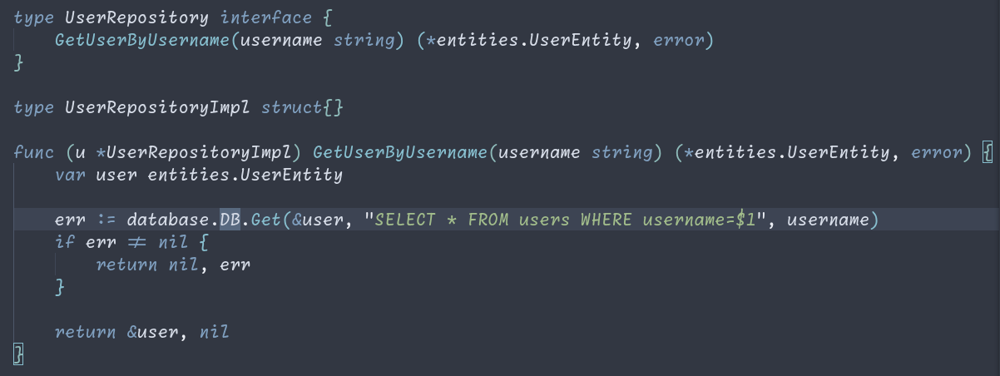 type UserRepository interface {
    GetUserByUsername(username string) (*entities.UserEntity, error)
}
type UserRepositoryImpl struct{}
func (u *UserRepositoryImpl) GetUserByUsername(username string) (*entities.UserEntity, error) {
    var user entities.UserEntity
    err := database.DB.Get(&user, "SELECT * FROM users WHERE username=$1", username)
    if err ≠ nil {
        return nil, err
    }
    return &user, nil
}